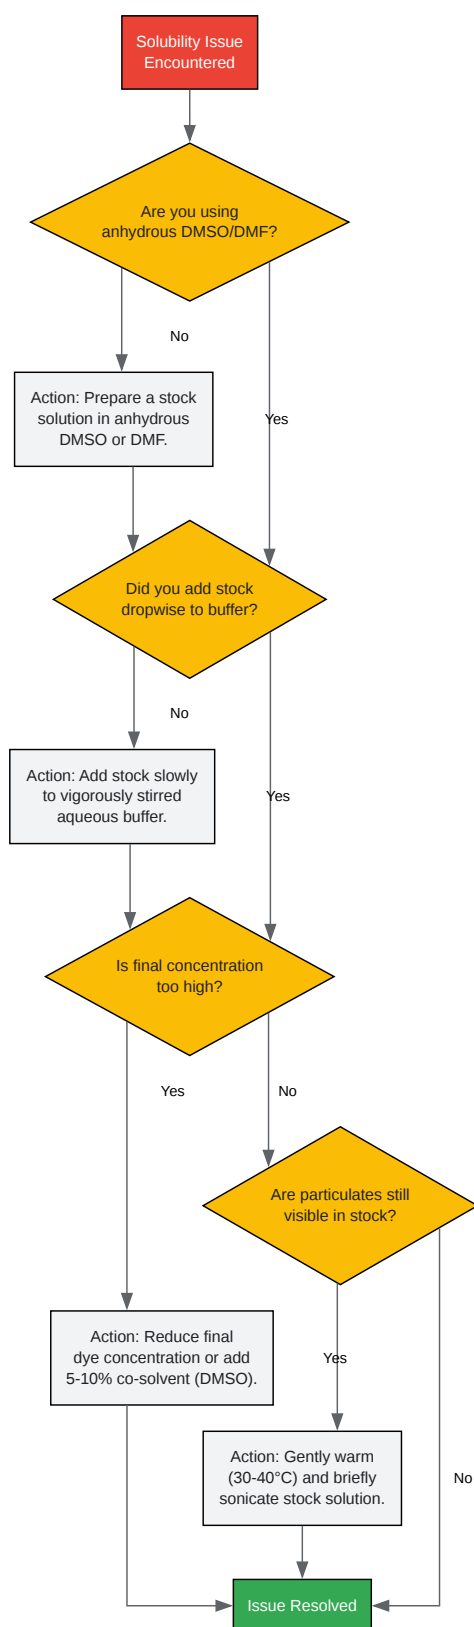 Solubility Issue
Encountered
Are you using
anhydrous DMSO/DMF?
No
Yes
Action: Prepare a stock
solution in anhydrous
DMSO or DMF.
Did you add stock
dropwise to buffer?
No
Yes
Action: Add stock slowly
to vigorously stirred
aqueous buffer.
Is final concentration
too high?
Yes
No
Are particulates still
visible in stock?
Action: Reduce final
dye concentration or add
5-10% co-solvent (DMSO).
Yes
Action: Gently warm
(30-40°C) and briefly
sonicate stock solution.
No
Issue Resolved